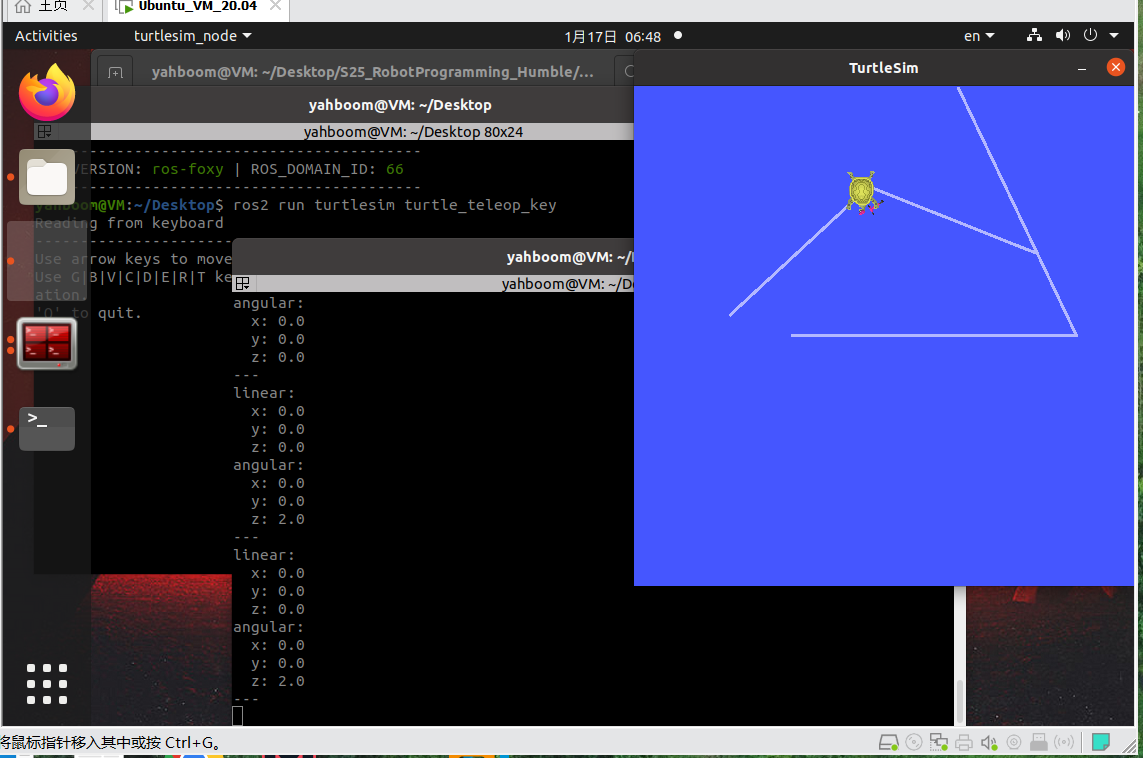 主页
Ubuntu_VM_20.04
Activities
turtlesim_node
1月17日 06:48
en
yahboom@VM: ~/Desktop/S25_RobotProgramming_Humble/...
TurtleSim
yahboom@VM: ~/Desktop
yahboom@VM: ~/Desktop 80x24
----------------------------------------
VERSION: ros-foxy | ROS_DOMAIN_ID: 66
----------------------------------------
yahboom@VM:~/Desktop$ ros2 run turtlesim turtle_teleop_key
Reading from keyboard
----------------------
Use arrow keys to move
Use G|B|V|C|D|E|R|T ke
ation.
'Q' to quit.
yahboom@VM: ~/
yahboom@VM: ~/De
angular:
x: 0.0
y: 0.0
z: 0.0
---
linear:
x: 0.0
y: 0.0
z: 0.0
angular:
x: 0.0
y: 0.0
z: 2.0
---
linear:
x: 0.0
y: 0.0
z: 0.0
angular:
x: 0.0
y: 0.0
z: 2.0
---
将鼠标指针移入其中或按 Ctrl+G。